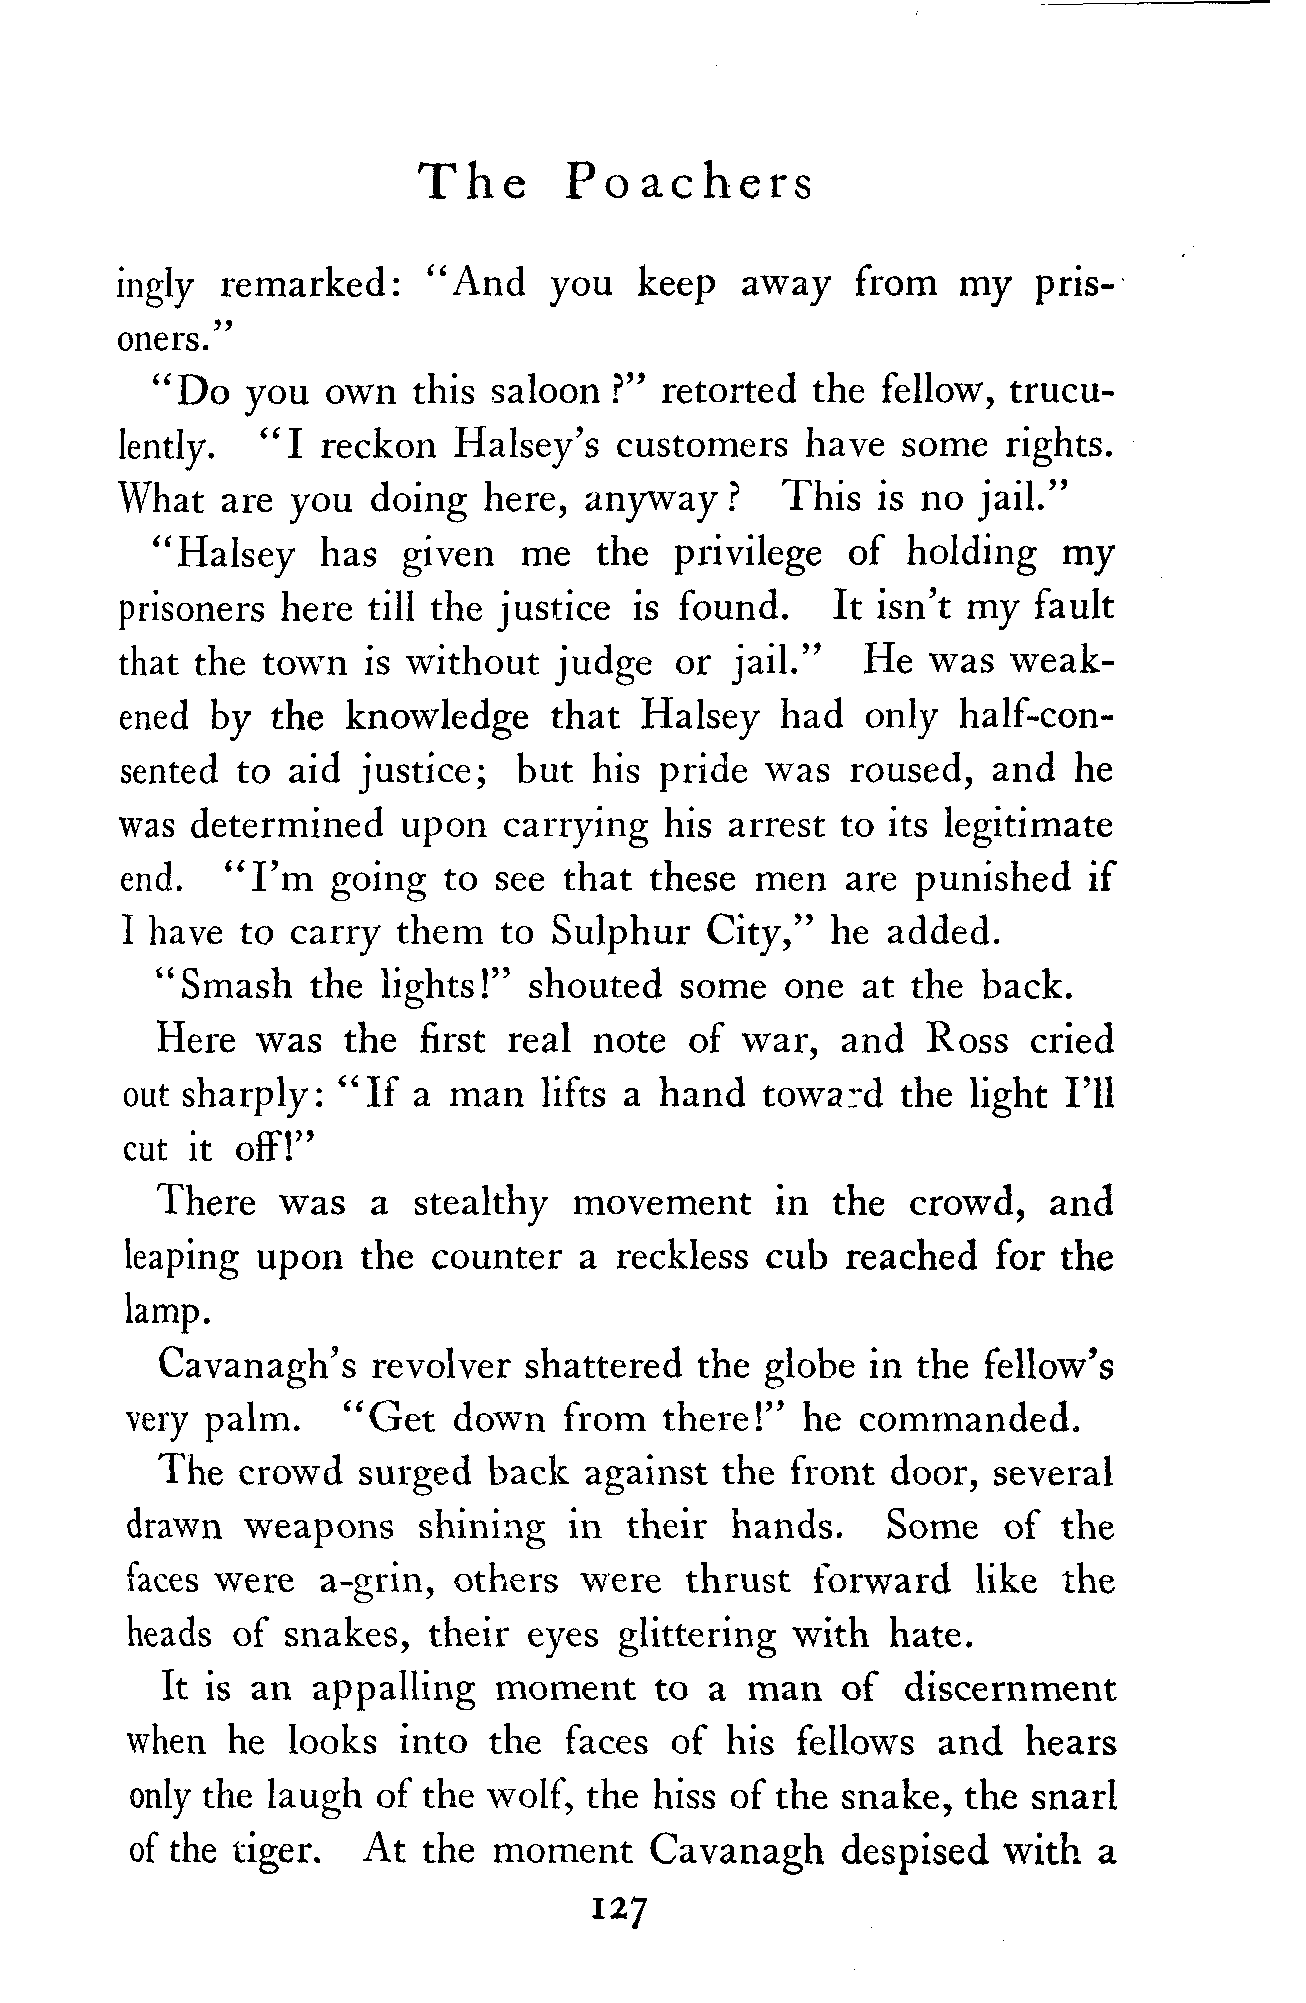 The Poachers
ingly remarked: "And you keep away from my pris-
oners."
"Do you own this saloon?" retorted the fellow, trucu-
lently. "I reckon Halsey's customers have some rights.
What are you doing here, anyway? This is no jail."
"Halsey has given me the privilege of holding my
prisoners here till the justice is found. It isn't my fault
that the town is without judge or jail." He was weak-
ened by the knowledge that Halsey had only half-con-
sented to aid justice; but his pride was roused, and he
was determined upon carrying his arrest to its legitimate
end. "I'm going to see that these men are punished if
I have to carry them to Sulphur City," he added.
"Smash the lights!" shouted some one at the back.
Here was the first real note of war, and Ross cried
out sharply: "If a man lifts a hand toward the light I'll
cut it off!"
There was a stealthy movement in the crowd, and
leaping upon the counter a reckless cub reached for the
lamp.
Cavanagh's revolver shattered the globe in the fellow's
very palm. "Get down from there!" he commanded.
The crowd surged back against the front door, several
drawn weapons shining in their hands. Some of the
faces were a-grin, others were thrust forward like the
heads of snakes, their eyes glittering with hate.
It is an appalling moment to a man of discernment
when he looks into the faces of his fellows and hears
only the laugh of the wolf, the hiss of the snake, the snarl
of the tiger. At the moment Cavanagh despised with a
127